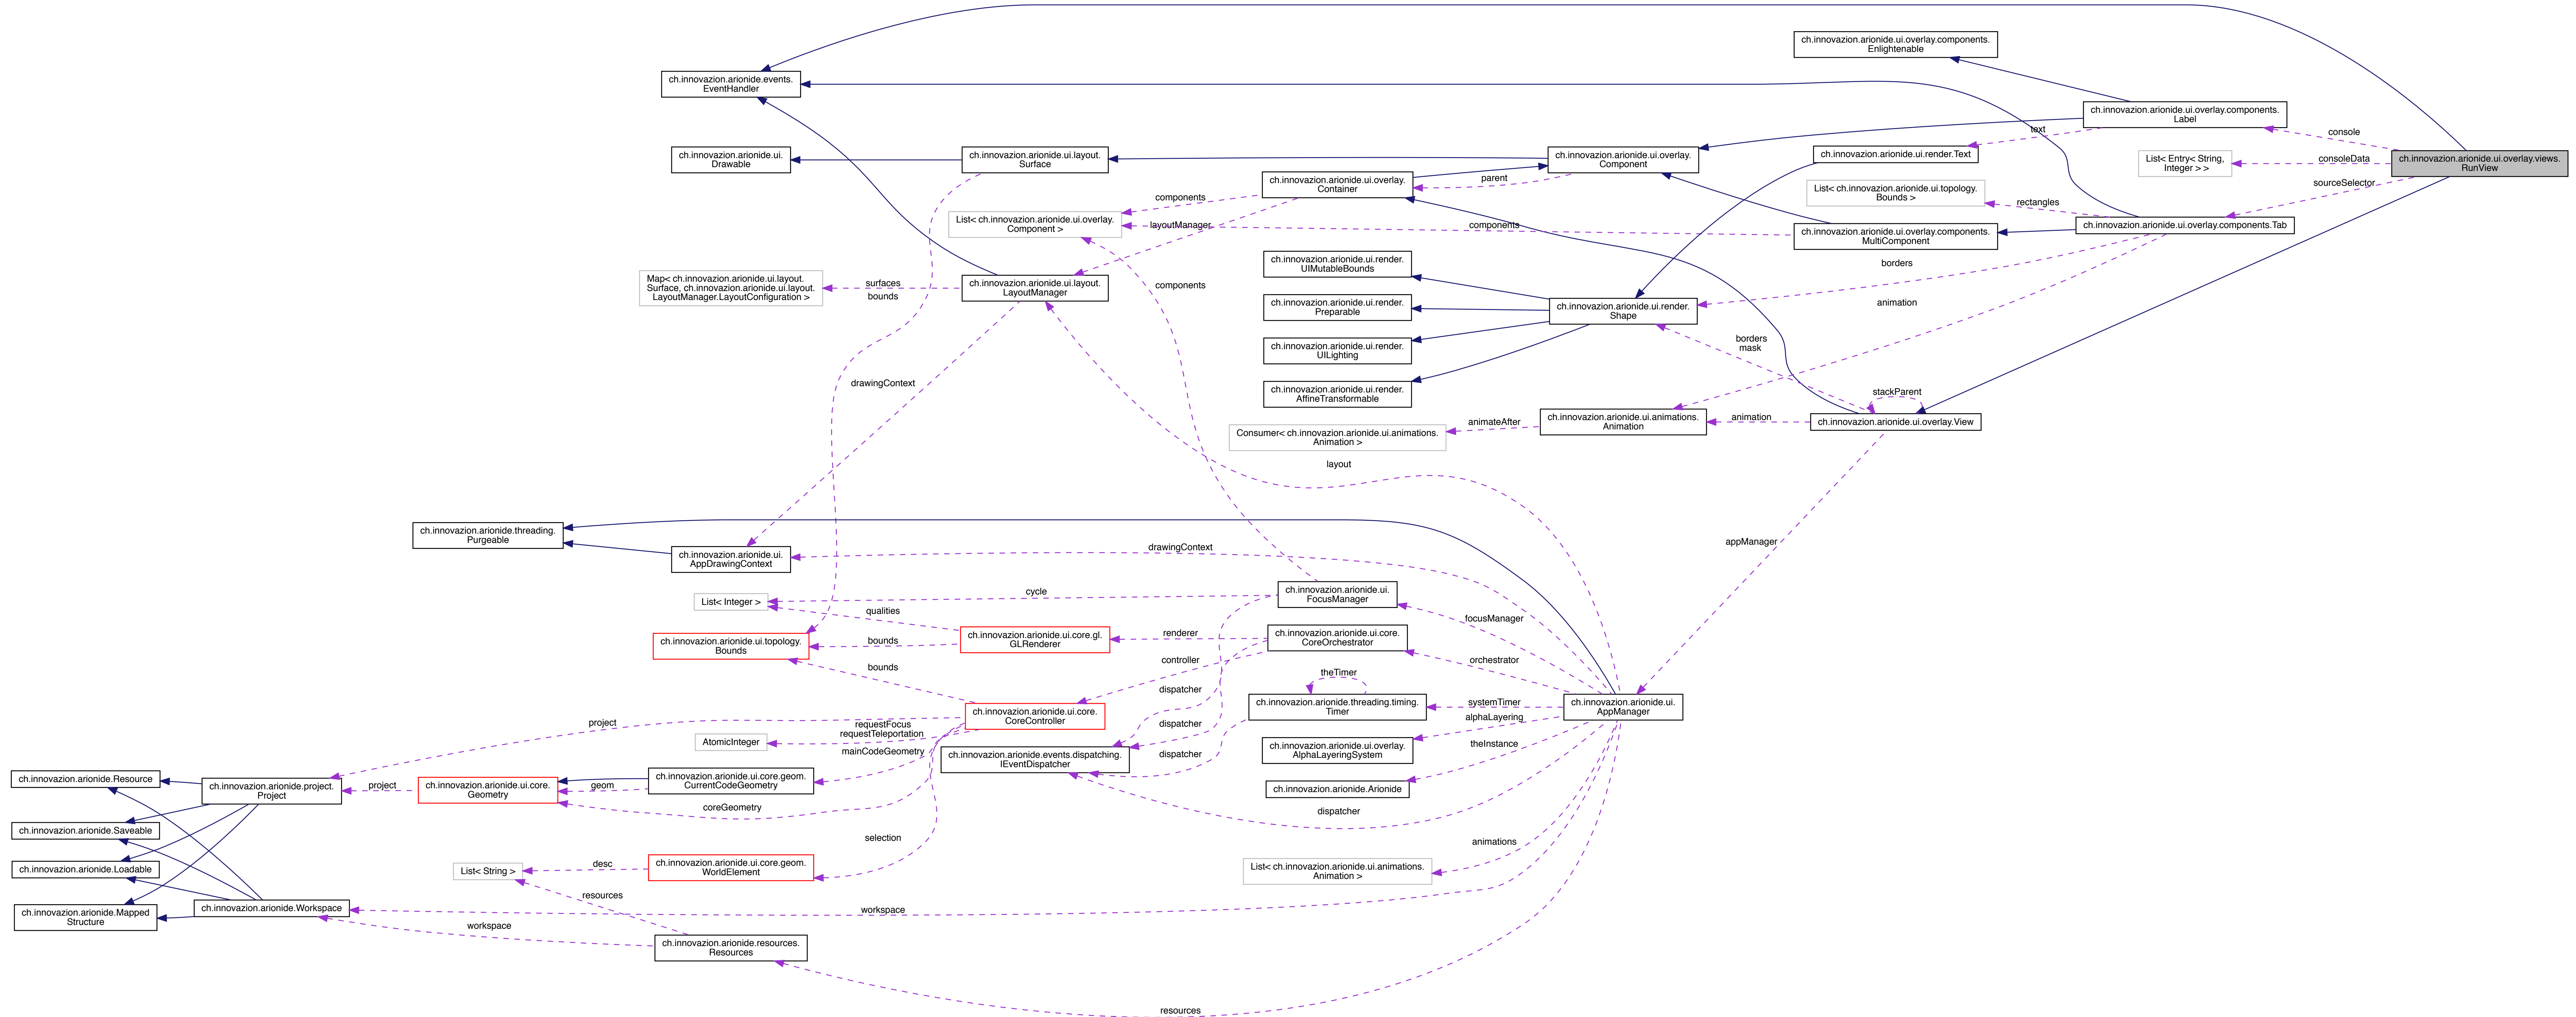 ch.innovazion.arionide.ui.overlay.components.
Enlightenable
ch.innovazion.arionide.events.
EventHandler
ch.innovazion.arionide.ui.overlay.components.
Label
text
console
ch.innovazion.arionide.ui.
Drawable
ch.innovazion.arionide.ui.layout.
Surface
ch.innovazion.arionide.ui.overlay.
Component
ch.innovazion.arionide.ui.render.Text
List< Entry< String,
Integer > >
consoleData
ch.innovazion.arionide.ui.overlay.views.
RunView
ch.innovazion.arionide.ui.overlay.
Container
parent
sourceSelector
List< ch.innovazion.arionide.ui.topology.
Bounds >
rectangles
components
List< ch.innovazion.arionide.ui.overlay.
Component >
layoutManager
components
ch.innovazion.arionide.ui.overlay.components.
MultiComponent
ch.innovazion.arionide.ui.overlay.components.Tab
ch.innovazion.arionide.ui.render.
UIMutableBounds
borders
Map< ch.innovazion.arionide.ui.layout.
Surface, ch.innovazion.arionide.ui.layout.
LayoutManager.LayoutConfiguration >
surfaces
bounds
ch.innovazion.arionide.ui.layout.
LayoutManager
components
ch.innovazion.arionide.ui.render.
Preparable
ch.innovazion.arionide.ui.render.
Shape
animation
ch.innovazion.arionide.ui.render.
UILighting
borders
mask
drawingContext
ch.innovazion.arionide.ui.render.
AffineTransformable
stackParent
Consumer< ch.innovazion.arionide.ui.animations.
Animation >
animateAfter
ch.innovazion.arionide.ui.animations.
Animation
animation
ch.innovazion.arionide.ui.overlay.View
layout
ch.innovazion.arionide.threading.
Purgeable
ch.innovazion.arionide.ui.
AppDrawingContext
drawingContext
appManager
List< Integer >
cycle
ch.innovazion.arionide.ui.
FocusManager
qualities
focusManager
ch.innovazion.arionide.ui.topology.
Bounds
bounds
ch.innovazion.arionide.ui.core.gl.
GLRenderer
renderer
ch.innovazion.arionide.ui.core.
CoreOrchestrator
bounds
controller
orchestrator
theTimer
dispatcher
ch.innovazion.arionide.threading.timing.
Timer
systemTimer
ch.innovazion.arionide.ui.
AppManager
project
requestFocus
requestTeleportation
ch.innovazion.arionide.ui.core.
CoreController
dispatcher
alphaLayering
AtomicInteger
mainCodeGeometry
ch.innovazion.arionide.events.dispatching.
IEventDispatcher
dispatcher
ch.innovazion.arionide.ui.overlay.
AlphaLayeringSystem
theInstance
ch.innovazion.arionide.Resource
ch.innovazion.arionide.project.
Project
project
ch.innovazion.arionide.ui.core.
Geometry
geom
ch.innovazion.arionide.ui.core.geom.
CurrentCodeGeometry
ch.innovazion.arionide.Arionide
coreGeometry
dispatcher
ch.innovazion.arionide.Saveable
selection
animations
ch.innovazion.arionide.Loadable
List< String >
desc
ch.innovazion.arionide.ui.core.geom.
WorldElement
List< ch.innovazion.arionide.ui.animations.
Animation >
resources
ch.innovazion.arionide.Mapped
Structure
ch.innovazion.arionide.Workspace
workspace
workspace
ch.innovazion.arionide.resources.
Resources
resources